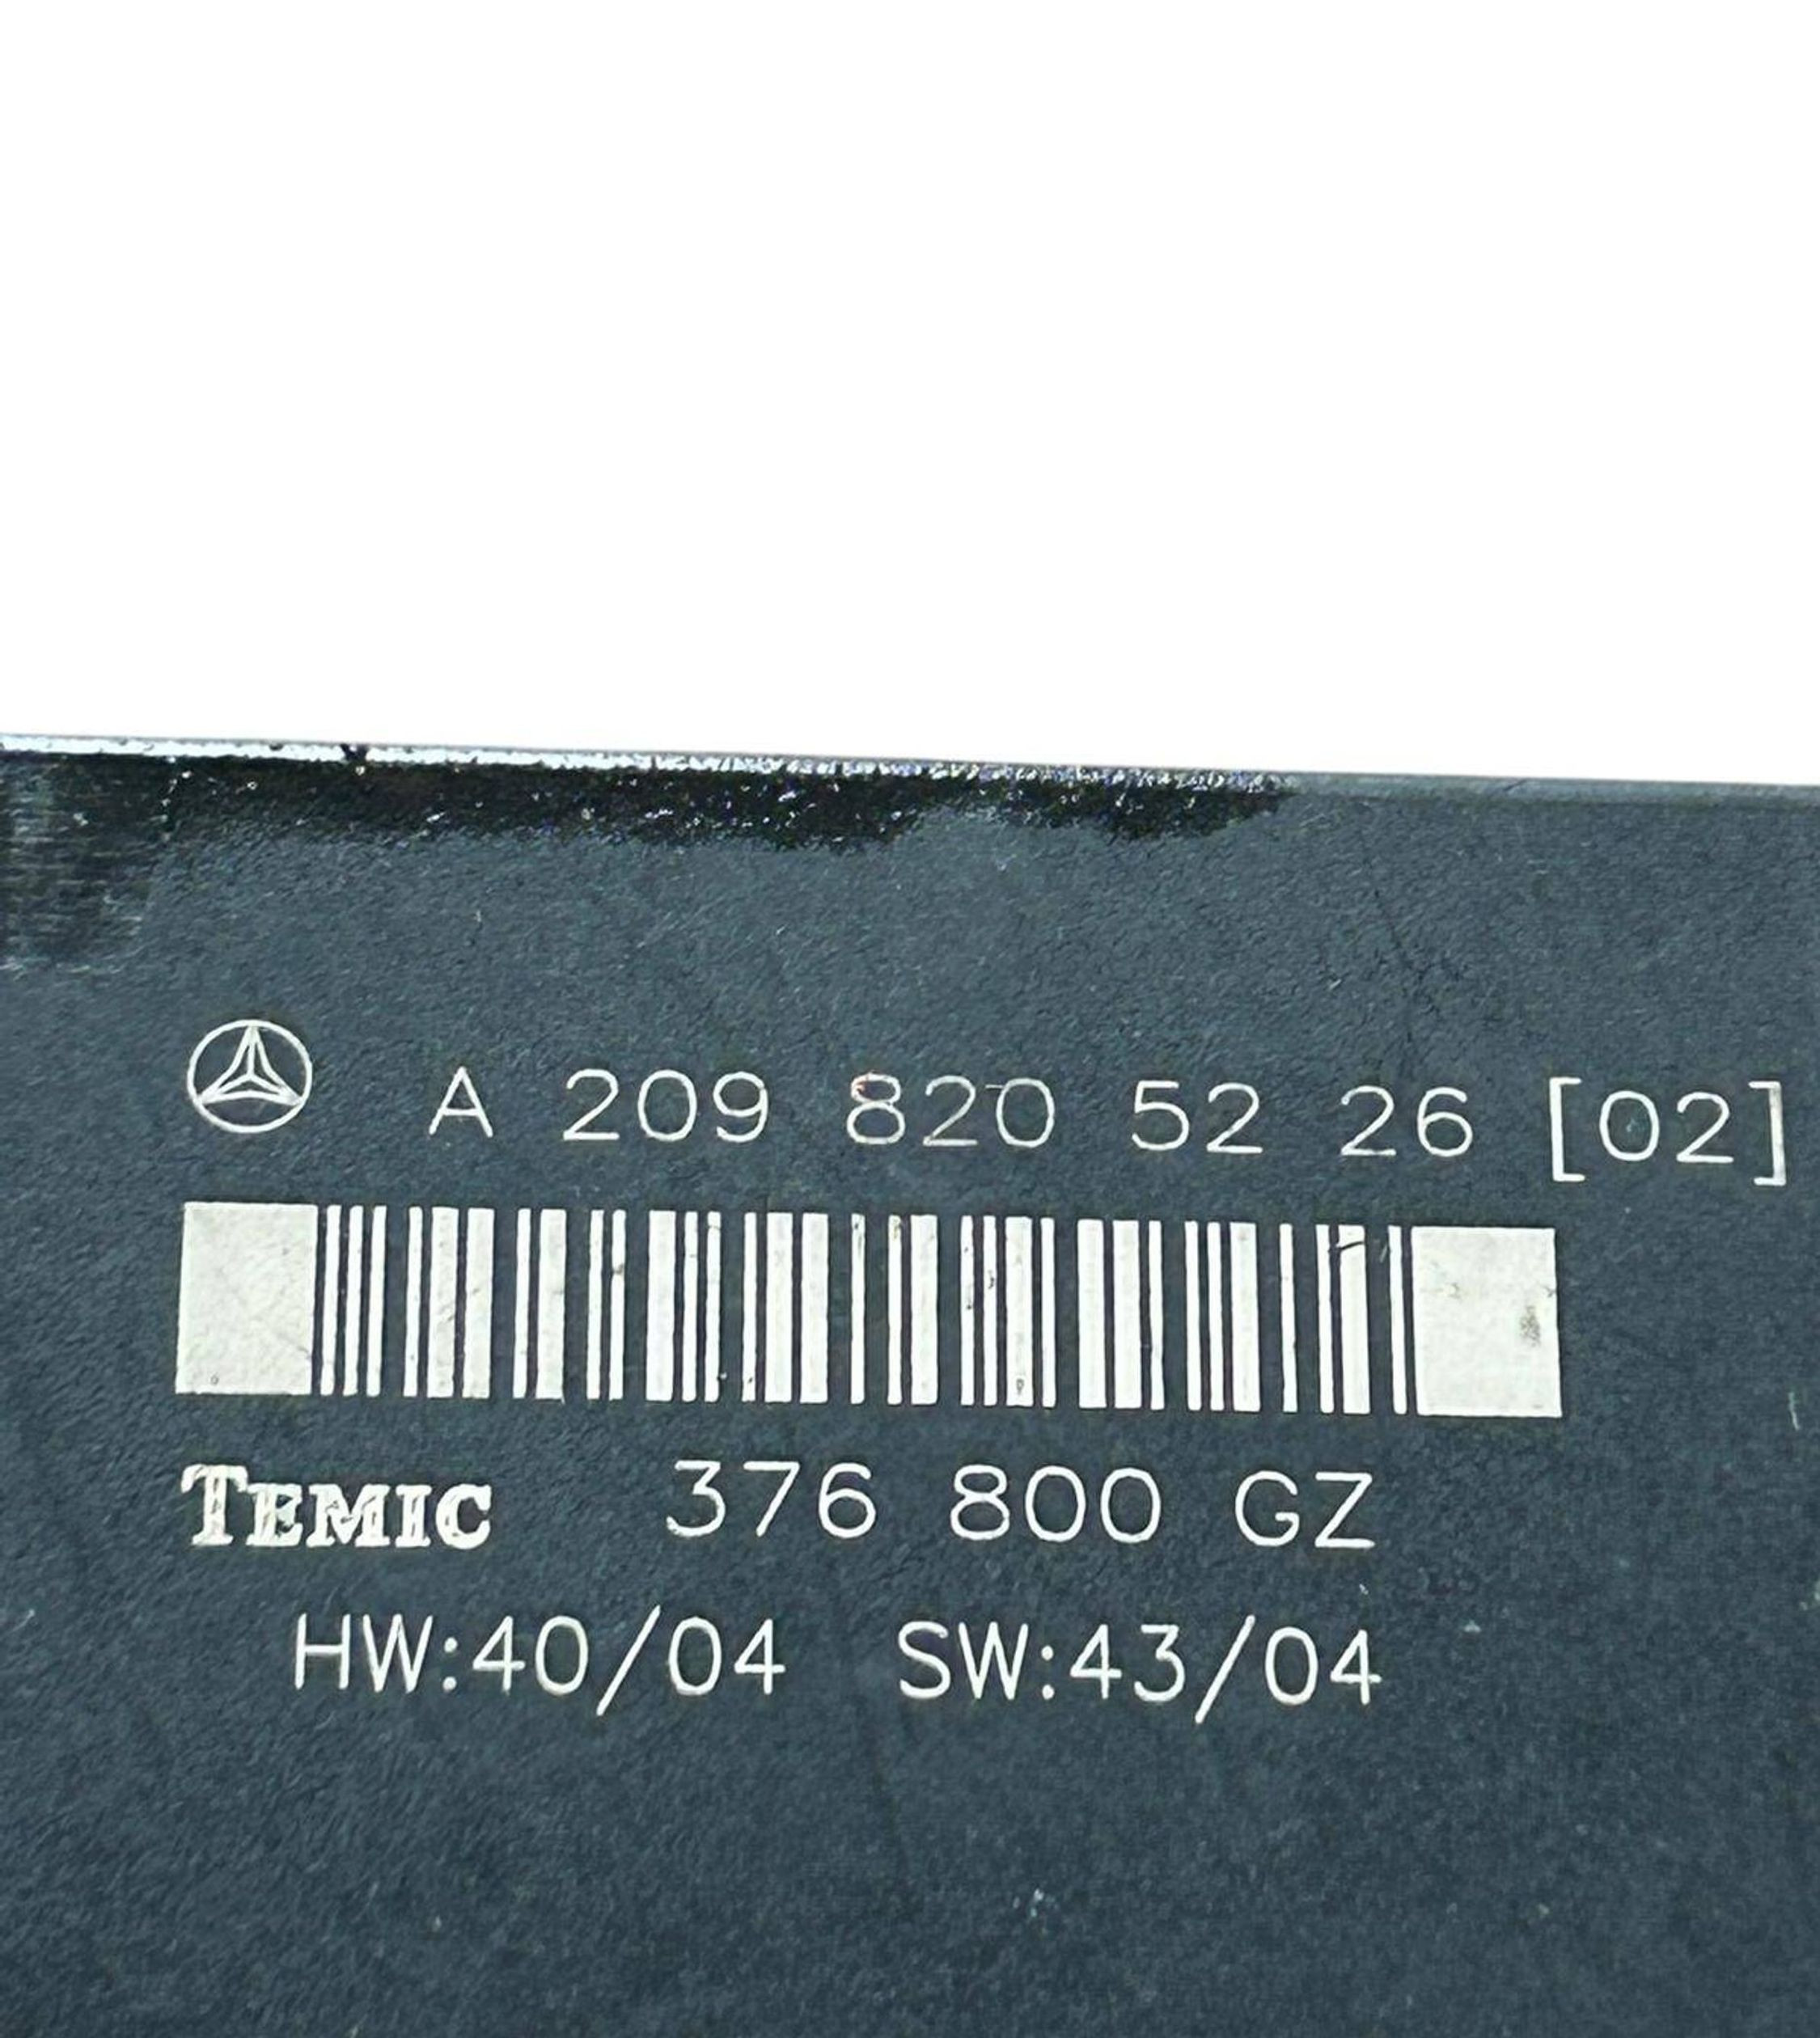 A 209 820 52 26 [02]
TEMIC 376 800 GZ
HW:40/04 SW:43/04